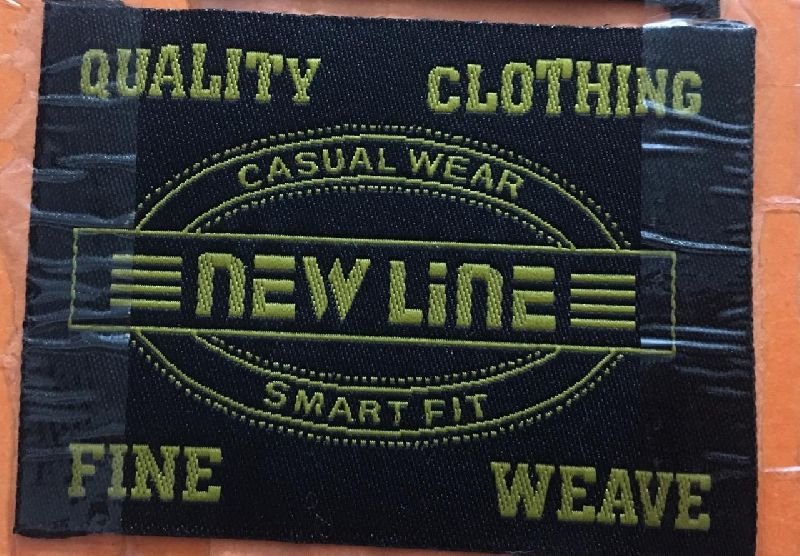 QUALITY CLOTHING
CASUAL WEAR
NEW LiNE
SMART FIT
FINE WEAVE